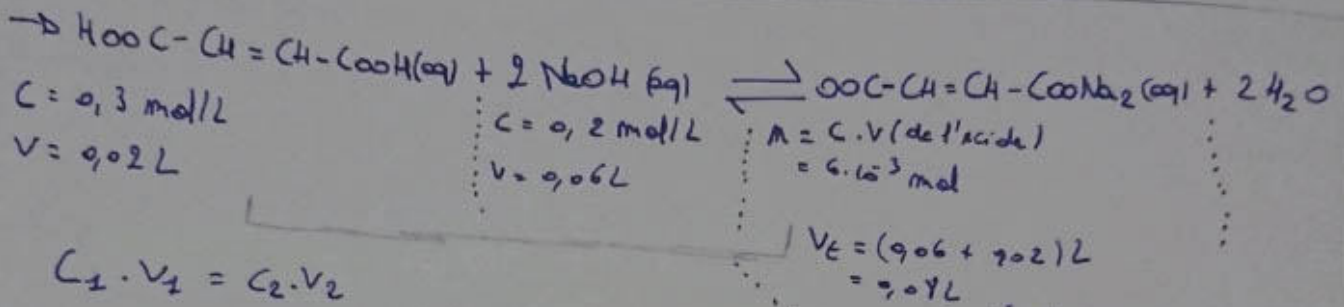 → HOOC-CH=CH-COOH(aq) + 2 NaOH (aq) ⇌ OOC-CH=CH-COONa₂(aq) + 2 H₂O
C = 0,3 mol/L
V = 0,02 L
C = 0,2 mol/L
V = 0,06 L
n = C.V (de l'acide)
= 6.10⁻³ mol
Vt = (0,06 + 0,02) L
C₁.V₁ = C₂.V₂